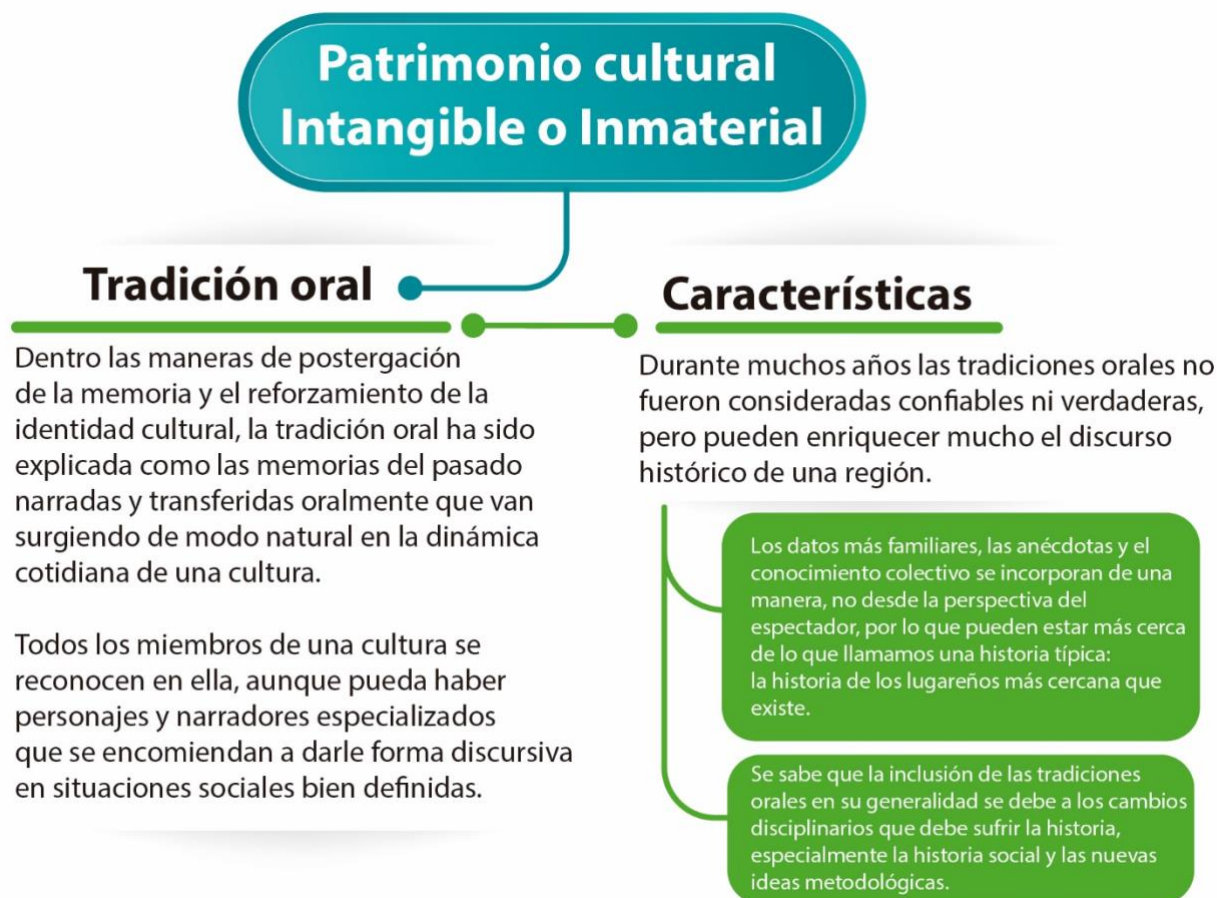 Patrimonio cultural
Intangible o Inmaterial
Tradición oral
Dentro las maneras de postergación
de la memoria y el reforzamiento de la
identidad cultural, la tradición oral ha sido
explicada como las memorias del pasado
narradas y transferidas oralmente que van
surgiendo de modo natural en la dinámica
cotidiana de una cultura.
Todos los miembros de una cultura se
reconocen en ella, aunque pueda haber
personajes y narradores especializados
que se encomiendan a darle forma discursiva
en situaciones sociales bien definidas.
Características
Durante muchos años las tradiciones orales no
fueron consideradas confiables ni verdaderas,
pero pueden enriquecer mucho el discurso
histórico de una región.
Los datos más familiares, las anécdotas y el
conocimiento colectivo se incorporan de una
manera, no desde la perspectiva del
espectador, por lo que pueden estar más cerca
de lo que llamamos una historia típica:
la historia de los lugareños más cercana que
existe.
Se sabe que la inclusión de las tradiciones
orales en su generalidad se debe a los cambios
disciplinarios que debe sufrir la historia,
especialmente la historia social y las nuevas
ideas metodológicas.